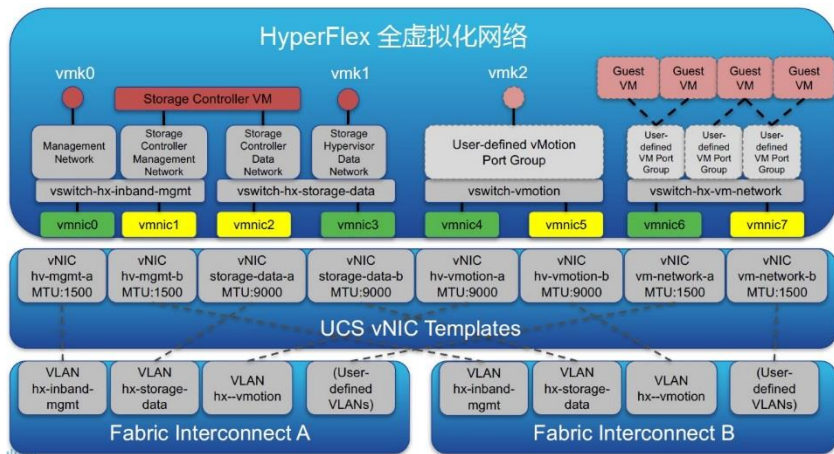 HyperFlex 全虚拟化网络
vmk0
vmk1
vmk2
Storage Controller VM
Guest
VM
Guest
VM
Guest
VM
Guest
VM
Management
Network
Storage
Controller
Management
Network
Storage
Controller
Data
Network
Storage
Hypervisor
Data
Network
User-defined vMotion
Port Group
User-
defined
VM Port
Group
User-
defined
VM Port
Group
User-
defined
VM Port
Group
vswitch-hx-inband-mgmt
vswitch-hx-storage-data
vswitch-vmotion
vswitch-hx-vm-network
vmnic0
vmnic1
vmnic2
vmnic3
vmnic4
vmnic5
vmnic6
vmnic7
vNIC
hv-mgmt-a
MTU:1500
vNIC
hv-mgmt-b
MTU:1500
vNIC
storage-data-a
MTU:9000
vNIC
storage-data-b
MTU:9000
vNIC
hv-vmotion-a
MTU:9000
vNIC
hv-vmotion-b
MTU:9000
vNIC
vm-network-a
MTU:1500
vNIC
vm-network-b
MTU:1500
UCS vNIC Templates
VLAN
hx-inband-
mgmt
VLAN
hx-storage-
data
VLAN
hx--vmotion
(User-
defined
VLANs)
Fabric Interconnect A
VLAN
hx-inband-
mgmt
VLAN
hx-storage-
data
VLAN
hx--vmotion
(User-
defined
VLANs)
Fabric Interconnect B